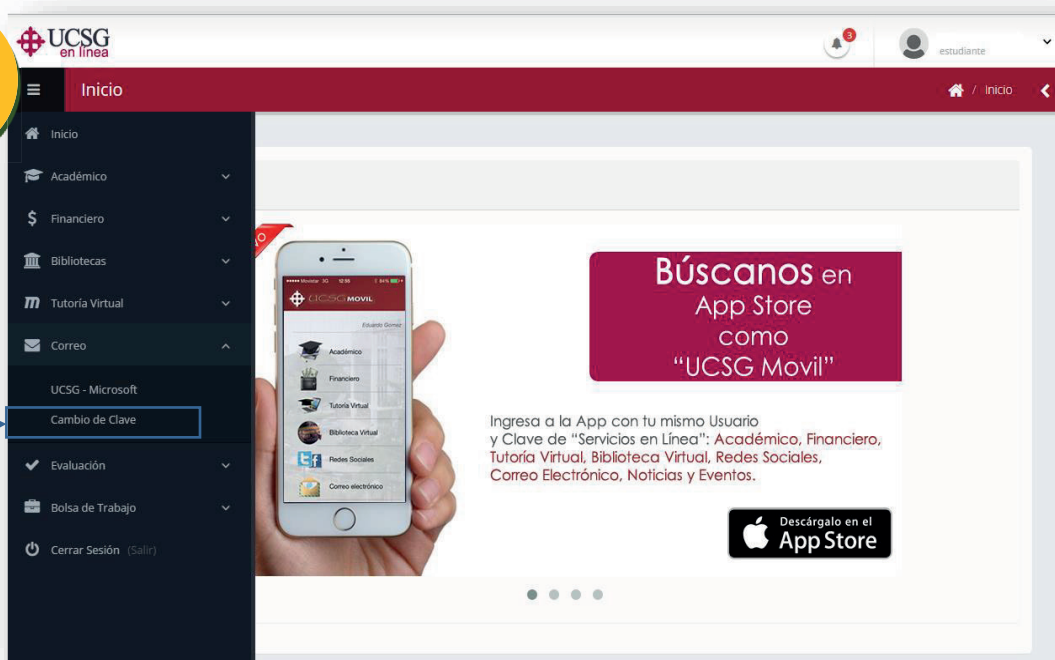 UCSG
en línea
3
estudiante
Inicio
/ Inicio
Inicio
Académico
Financiero
Bibliotecas
Tutoría Virtual
Correo
UCSG - Microsoft
Cambio de Clave
Evaluación
Bolsa de Trabajo
Cerrar Sesión (Salir)
UCSG MOVIL
Eduardo Gomez
Académico
Financiero
Tutoría Virtual
Biblioteca Virtual
Redes Sociales
Correo electrónico
Búscanos en
App Store
como
“UCSG Movil”
Ingresa a la App con tu mismo Usuario
y Clave de “Servicios en Línea”: Académico, Financiero,
Tutoría Virtual, Biblioteca Virtual, Redes Sociales,
Correo Electrónico, Noticias y Eventos.
Descárgalo en el
App Store